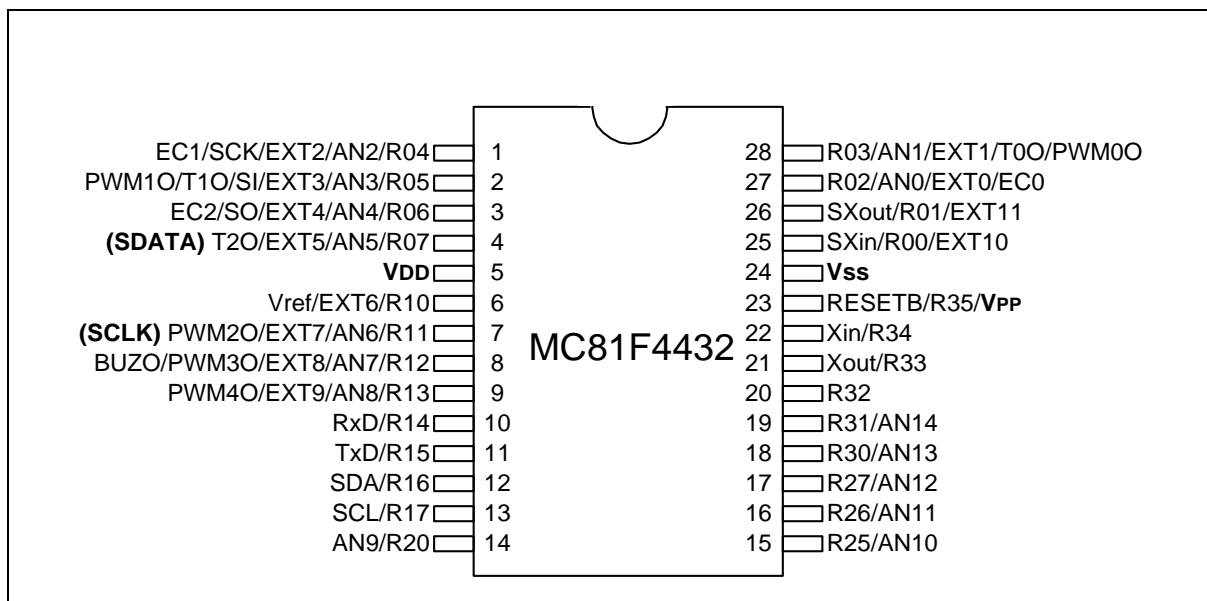 EC1/SCK/EXT2/AN2/R04 1 28 R03/AN1/EXT1/T0O/PWM0O
PWM1O/T1O/SI/EXT3/AN3/R05 2 27 R02/AN0/EXT0/EC0
EC2/SO/EXT4/AN4/R06 3 26 SXout/R01/EXT11
(SDATA) T2O/EXT5/AN5/R07 4 25 SXin/R00/EXT10
VDD 5 24 Vss
Vref/EXT6/R10 6 23 RESETB/R35/VPP
(SCLK) PWM2O/EXT7/AN6/R11 7 22 Xin/R34
MC81F4432
BUZO/PWM3O/EXT8/AN7/R12 8 21 Xout/R33
PWM4O/EXT9/AN8/R13 9 20 R32
RxD/R14 10 19 R31/AN14
TxD/R15 11 18 R30/AN13
SDA/R16 12 17 R27/AN12
SCL/R17 13 16 R26/AN11
AN9/R20 14 15 R25/AN10